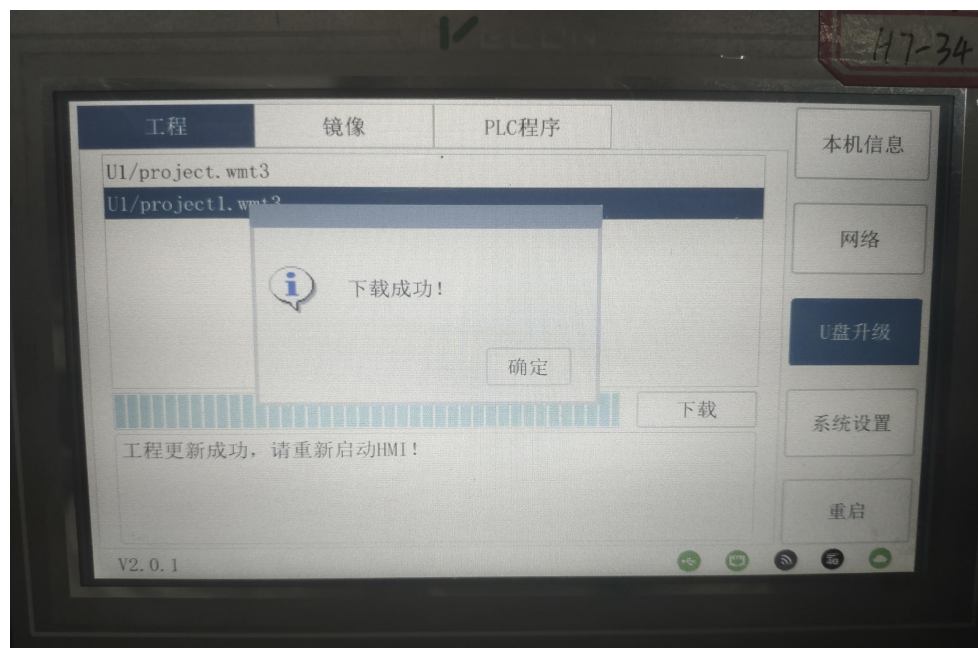 H7-34
工程
镜像
PLC程序
本机信息
U1/project.wmt3
U1/project1.wmt3
网络
下载成功!
U盘升级
确定
下载
系统设置
工程更新成功，请重新启动HMI!
重启
V2.0.1
4G